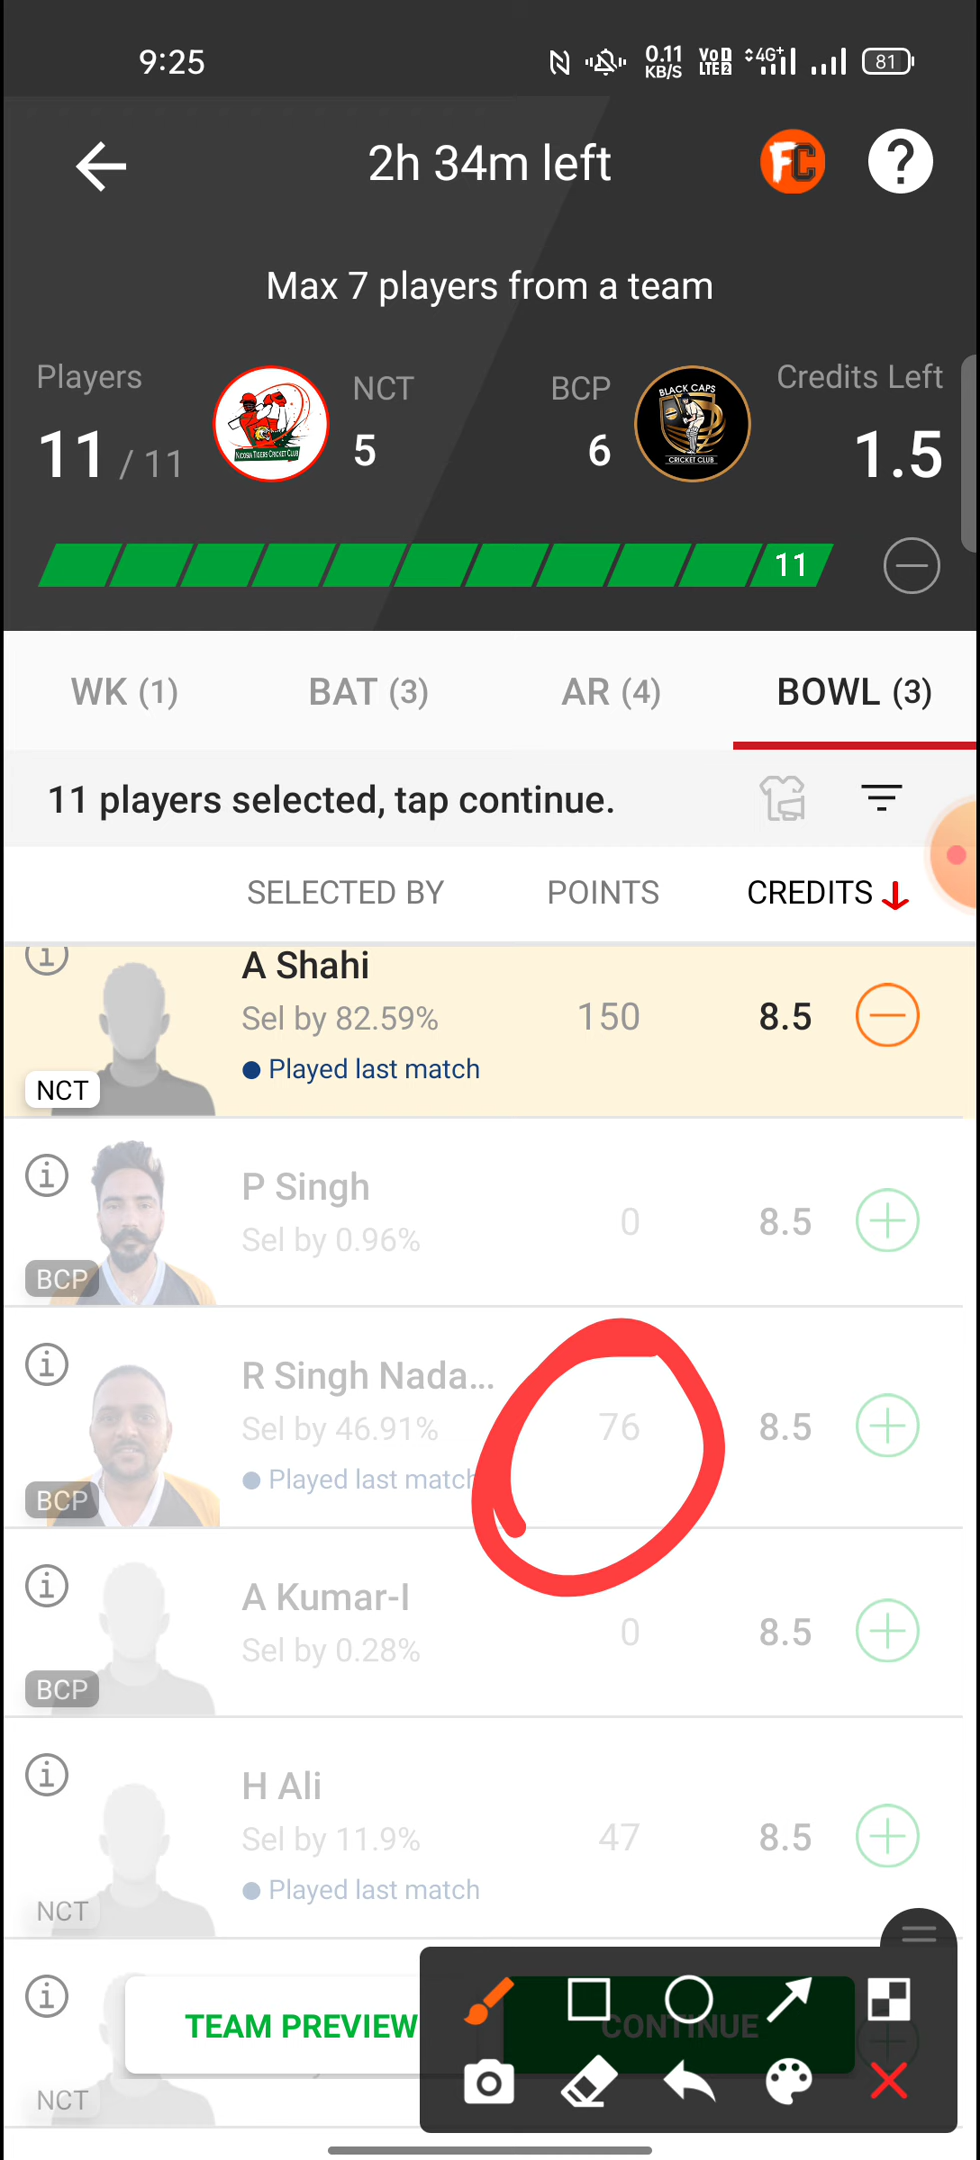 9:25
0.11 KB/S VoD LTE2 4G+ 81
2h 34m left
FC
?
Max 7 players from a team
Players
11 / 11
NICOSIA TIGERS CRICKET CLUB
NCT
5
BCP
6
BLACK CAPS
CRICKET CLUB
Credits Left
1.5
11
WK (1)
BAT (3)
AR (4)
BOWL (3)
11 players selected, tap continue.
SELECTED BY
POINTS
CREDITS
A Shahi
Sel by 82.59%
150
8.5
Played last match
NCT
P Singh
Sel by 0.96%
0
8.5
BCP
R Singh Nada...
Sel by 46.91%
76
8.5
Played last match
BCP
A Kumar-I
Sel by 0.28%
0
8.5
BCP
H Ali
Sel by 11.9%
47
8.5
Played last match
NCT
TEAM PREVIEW
CONTINUE
NCT